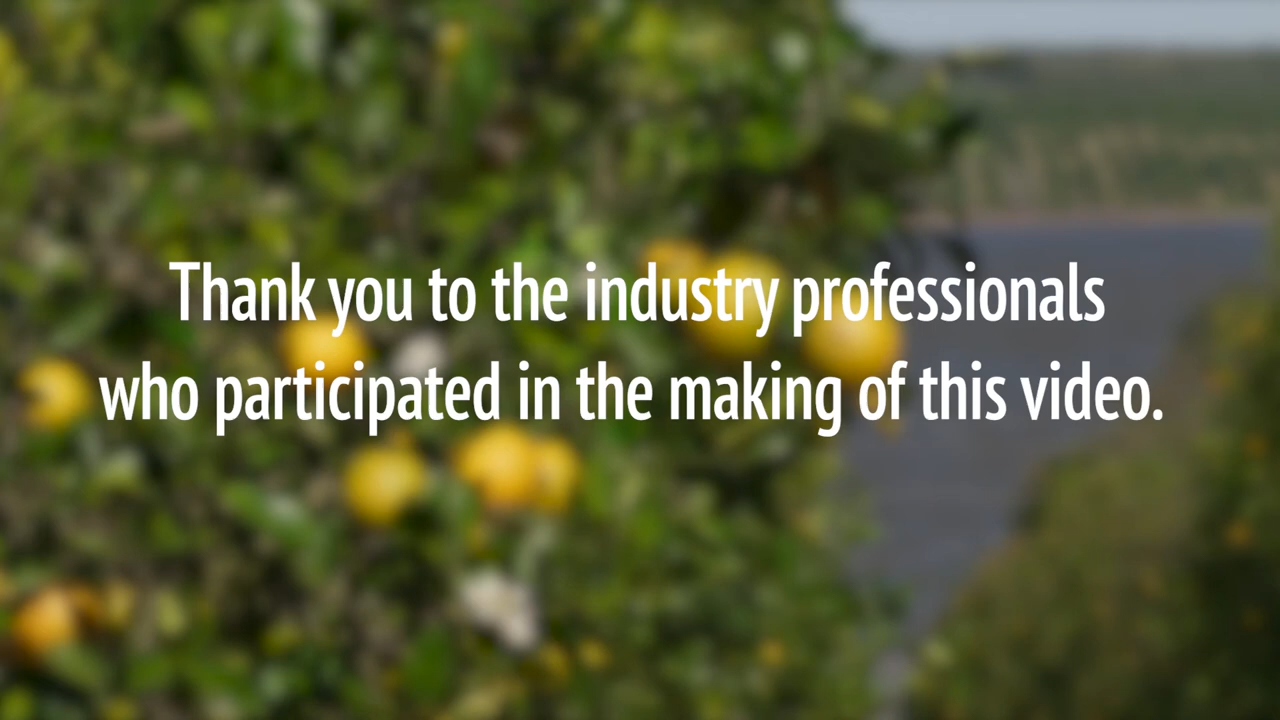 Thank you to the industry professionals
who participated in the making of this video.